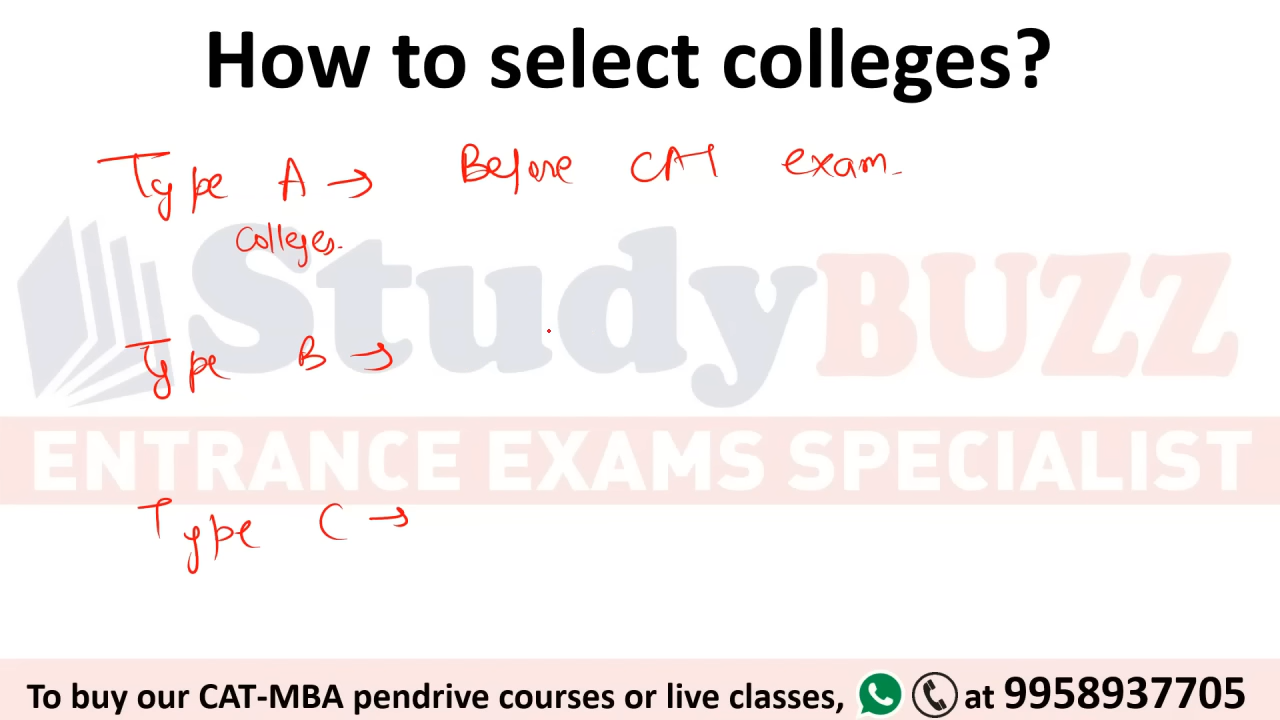 How to select colleges?
Type A → Before CAT exam.
Colleges.
StudyBUZZ
Type B →
ENTRANCE EXAMS SPECIALIST
Type C →
To buy our CAT-MBA pendrive courses or live classes, at 9958937705